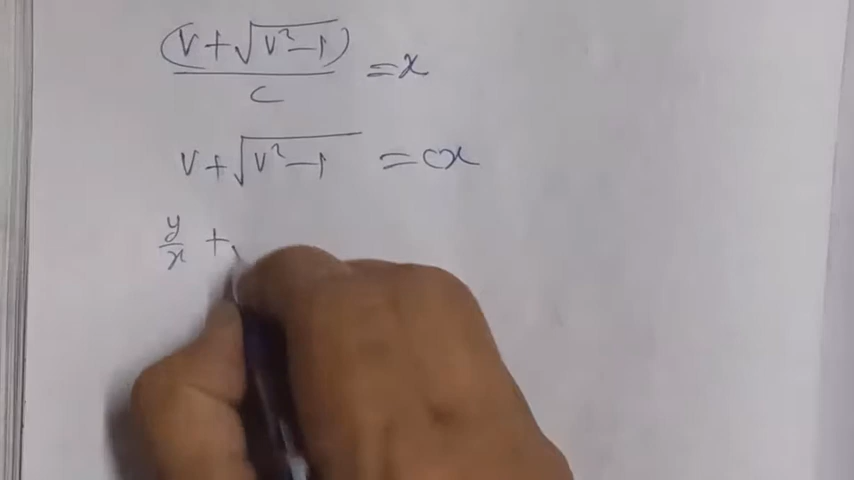 (v+√v²-1)/c = x
v+√v²-1 = cx
y/x +